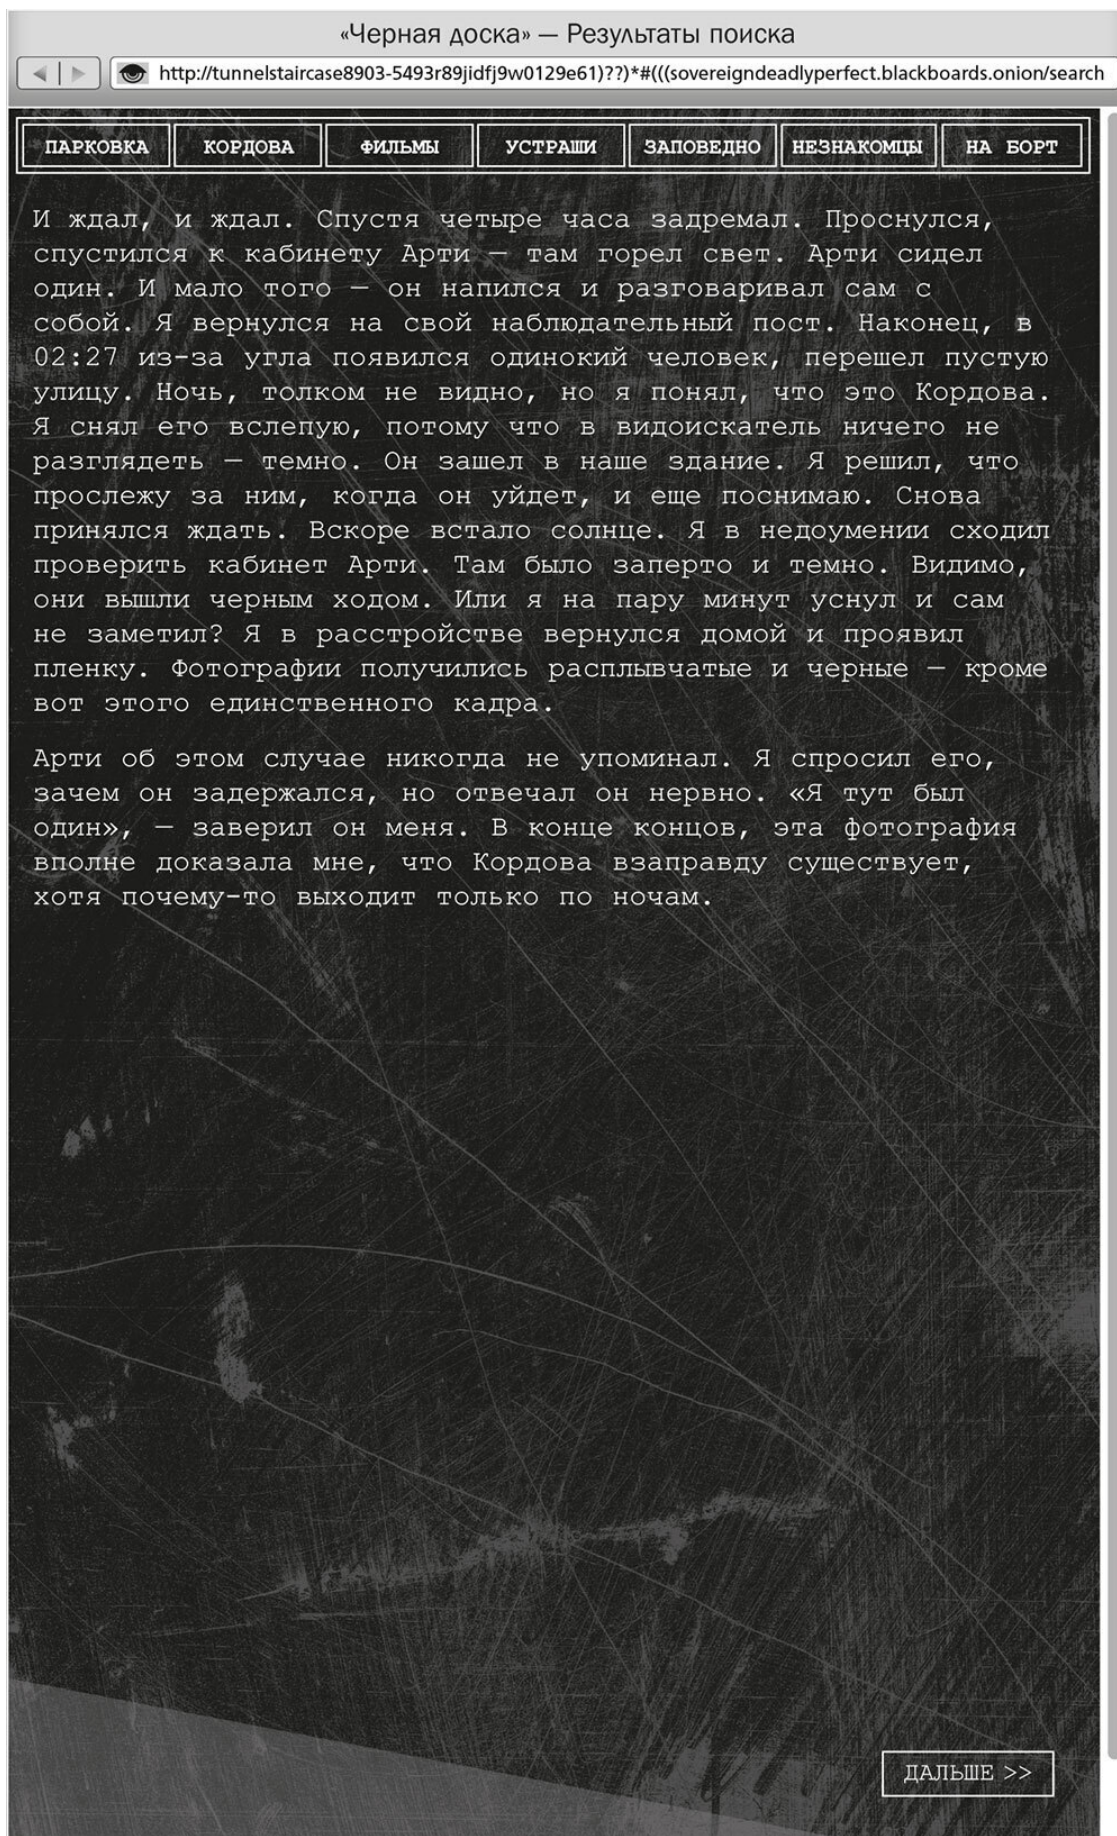 «Черная доска» — Результаты поиска
http://tunnelstaircase8903-5493r89jidfj9w0129e61)??)*#(((sovereigndeadlyperfect.blackboards.onion/search
ПАРКОВКА КОРДОВА ФИЛЬМЫ УСТРАШИ ЗАПОВЕДНО НЕЗНАКОМЦЫ НА БОРТ
И ждал, и ждал. Спустя четыре часа задремал. Проснулся,
спустился к кабинету Арти — там горел свет. Арти сидел
один. И мало того — он напился и разговаривал сам с
собой. Я вернулся на свой наблюдательный пост. Наконец, в
02:27 из-за угла появился одинокий человек, перешел пустую
улицу. Ночь, толком не видно, но я понял, что это Кордова.
Я снял его вслепую, потому что в видоискатель ничего не
разглядеть — темно. Он зашел в наше здание. Я решил, что
прослежу за ним, когда он уйдет, и еще поснимаю. Снова
принялся ждать. Вскоре встало солнце. Я в недоумении сходил
проверить кабинет Арти. Там было заперто и темно. Видимо,
они вышли черным ходом. Или я на пару минут уснул и сам
не заметил? Я в расстройстве вернулся домой и проявил
пленку. Фотографии получились расплывчатые и черные — кроме
вот этого единственного кадра.
Арти об этом случае никогда не упоминал. Я спросил его,
зачем он задержался, но отвечал он нервно. «Я тут был
один», — заверил он меня. В конце концов, эта фотография
вполне доказала мне, что Кордова взаправду существует,
хотя почему-то выходит только по ночам.
ДАЛЬШЕ >>